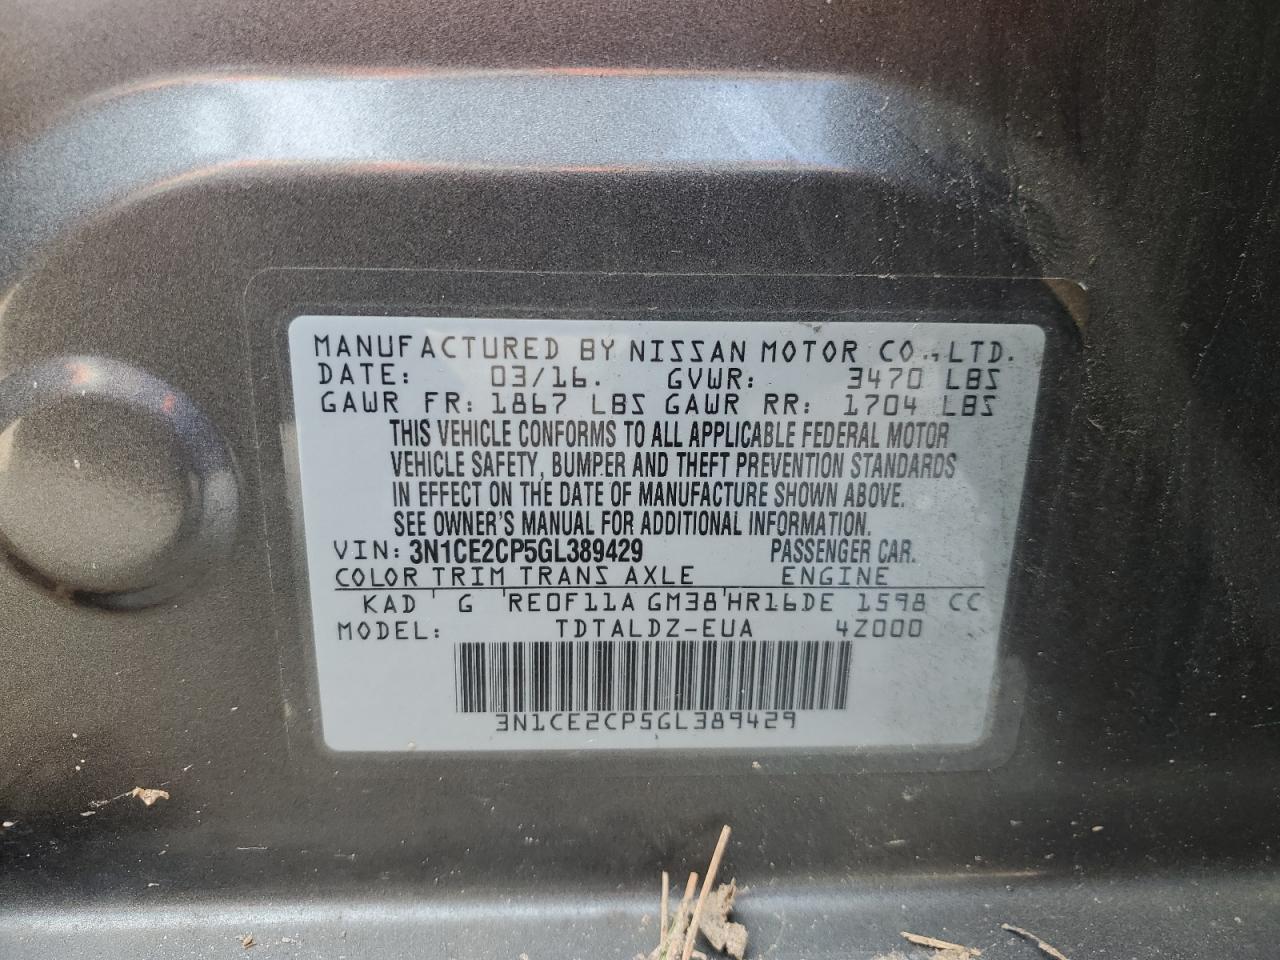 MANUFACTURED BY NISSAN MOTOR CO.,LTD.
DATE: 03/16. GVWR: 3470 LBS
GAWR FR: 1867 LBS GAWR RR: 1704 LBS
THIS VEHICLE CONFORMS TO ALL APPLICABLE FEDERAL MOTOR
VEHICLE SAFETY, BUMPER AND THEFT PREVENTION STANDARDS
IN EFFECT ON THE DATE OF MANUFACTURE SHOWN ABOVE.
SEE OWNER'S MANUAL FOR ADDITIONAL INFORMATION.
VIN: 3N1CE2CP5GL389429 PASSENGER CAR.
COLOR TRIM TRANS AXLE ENGINE
KAD G RE0F11A GM38 HR16DE 1598 CC
MODEL: TDTALDZ-EUA 4Z000
3N1CE2CP5GL389429